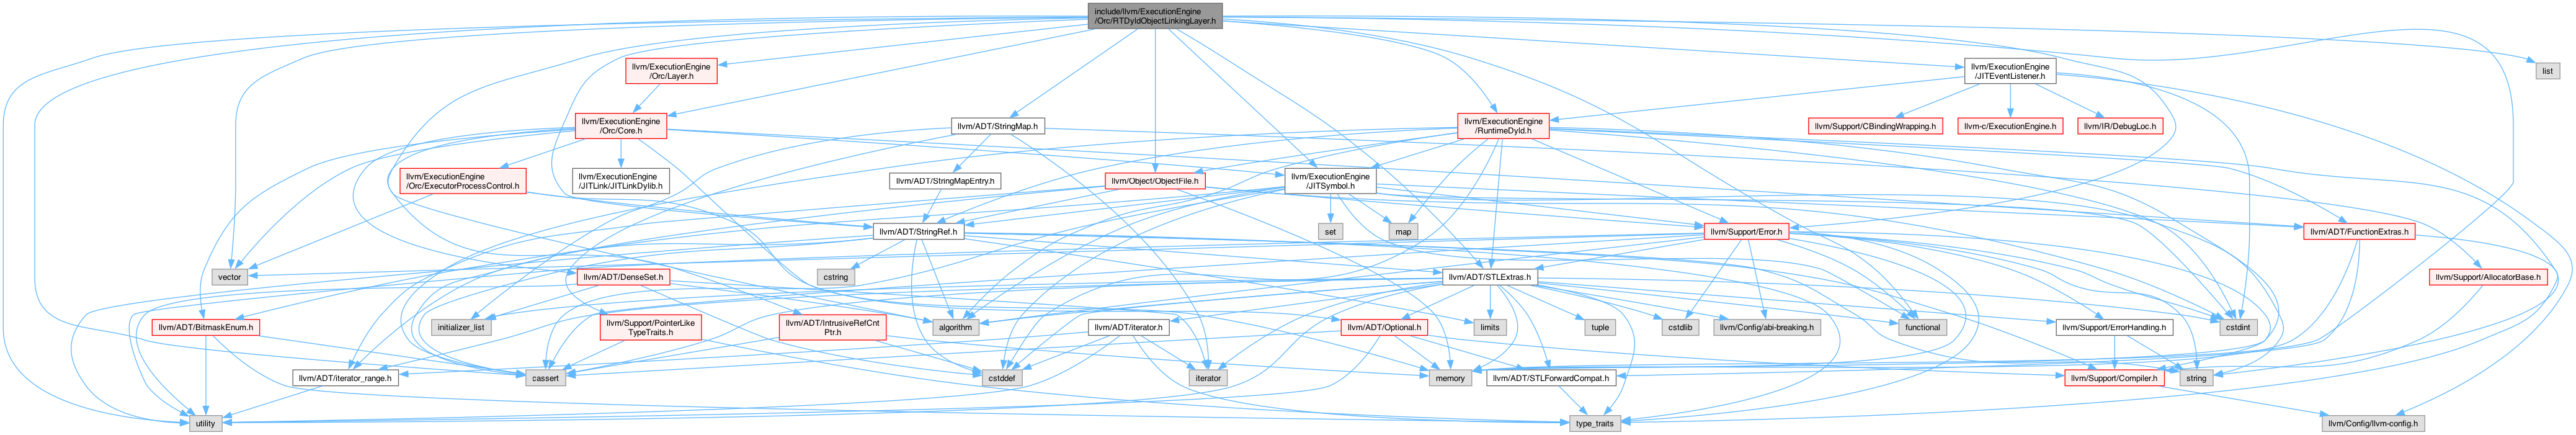 include/llvm/ExecutionEngine
/Orc/RTDyldObjectLinkingLayer.h
llvm/ExecutionEngine
/Orc/Layer.h
llvm/ExecutionEngine
/JITEventListener.h
list
llvm/ExecutionEngine
/Orc/Core.h
llvm/ADT/StringMap.h
llvm/ExecutionEngine
/RuntimeDyld.h
llvm/Support/CBindingWrapping.h
llvm-c/ExecutionEngine.h
llvm/IR/DebugLoc.h
llvm/ExecutionEngine
/Orc/ExecutorProcessControl.h
llvm/ExecutionEngine
/JITLink/JITLinkDylib.h
llvm/ADT/StringMapEntry.h
llvm/Object/ObjectFile.h
llvm/ExecutionEngine
/JITSymbol.h
llvm/ADT/StringRef.h
set
map
llvm/Support/Error.h
llvm/ADT/FunctionExtras.h
vector
llvm/ADT/DenseSet.h
cstring
llvm/ADT/STLExtras.h
llvm/Support/AllocatorBase.h
llvm/ADT/BitmaskEnum.h
initializer_list
llvm/Support/PointerLike
TypeTraits.h
llvm/ADT/IntrusiveRefCnt
Ptr.h
algorithm
llvm/ADT/iterator.h
limits
llvm/ADT/Optional.h
tuple
cstdlib
llvm/Config/abi-breaking.h
functional
llvm/Support/ErrorHandling.h
cstdint
llvm/ADT/iterator_range.h
cassert
cstddef
iterator
memory
llvm/ADT/STLForwardCompat.h
llvm/Support/Compiler.h
string
utility
type_traits
llvm/Config/llvm-config.h